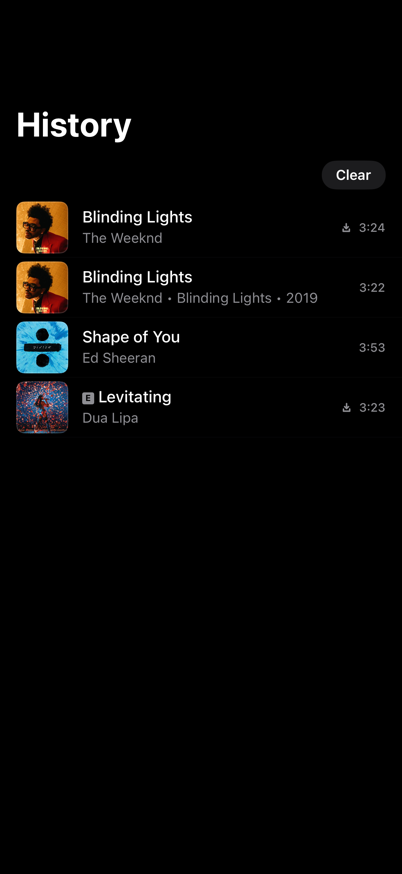 History
Clear
Blinding Lights
The Weeknd
3:24
Blinding Lights
The Weeknd • Blinding Lights • 2019
3:22
Shape of You
Ed Sheeran
3:53
E Levitating
Dua Lipa
3:23